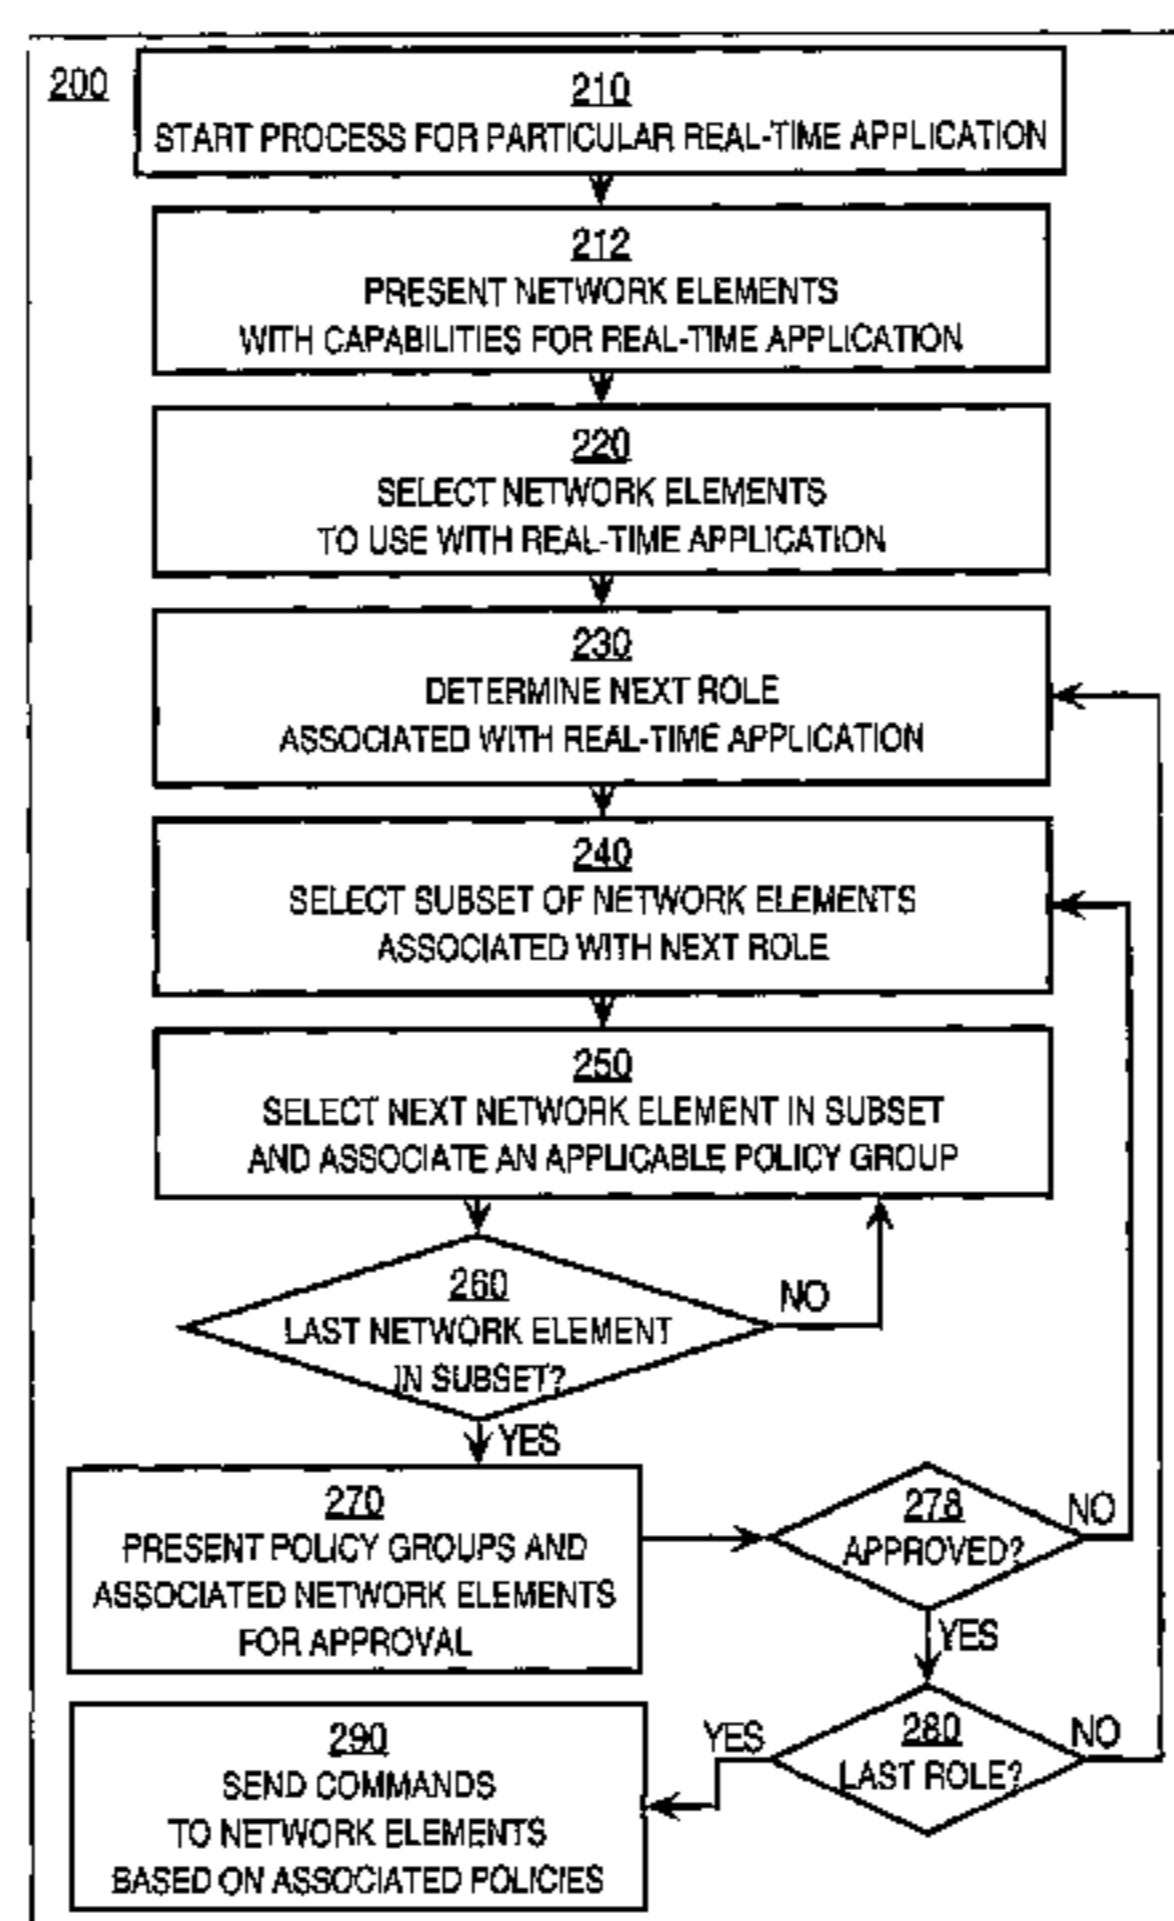 200
210
START PROCESS FOR PARTICULAR REAL-TIME APPLICATION
212
PRESENT NETWORK ELEMENTS
WITH CAPABILITIES FOR REAL-TIME APPLICATION
220
SELECT NETWORK ELEMENTS
TO USE WITH REAL-TIME APPLICATION
230
DETERMINE NEXT ROLE
ASSOCIATED WITH REAL-TIME APPLICATION
240
SELECT SUBSET OF NETWORK ELEMENTS
ASSOCIATED WITH NEXT ROLE
250
SELECT NEXT NETWORK ELEMENT IN SUBSET
AND ASSOCIATE AN APPLICABLE POLICY GROUP
260
LAST NETWORK ELEMENT
IN SUBSET?
NO
YES
270
PRESENT POLICY GROUPS AND
ASSOCIATED NETWORK ELEMENTS
FOR APPROVAL
278
APPROVED?
NO
YES
280
LAST ROLE?
NO
YES
290
SEND COMMANDS
TO NETWORK ELEMENTS
BASED ON ASSOCIATED POLICIES